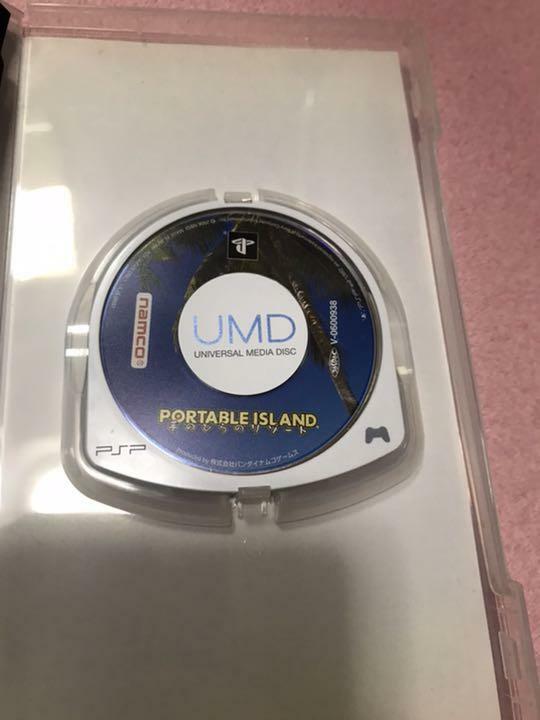 namco
UMD
UNIVERSAL MEDIA DISC
V-0600938
PORTABLE ISLAND
手のひらのリゾート
Produced by 株式会社バンダイナムコゲームス
PSP